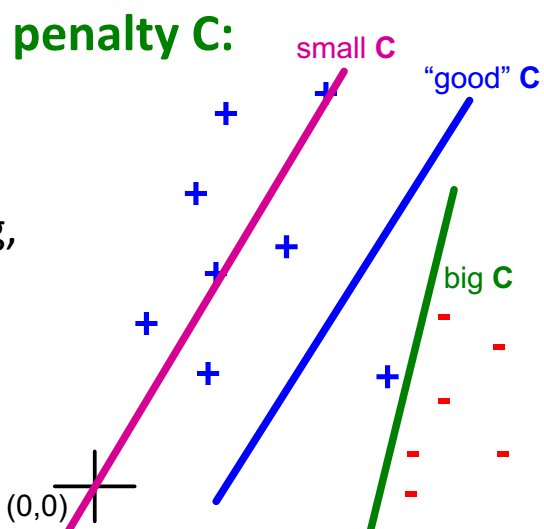 penalty C:
small C
“good” C
g,
big C
(0,0)